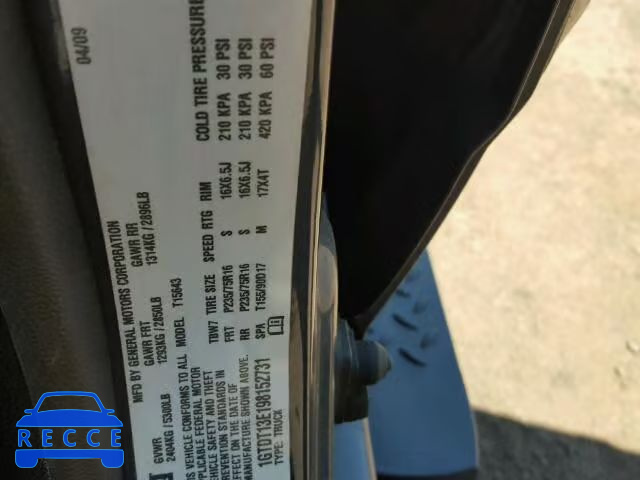 MFD BY GENERAL MOTORS CORPORATION 04/09
GVWR GAWR FRT GAWR RR
2404KG / 5300LB 1293KG / 2850LB 1314KG / 2896LB
VEHICLE CONFORMS TO ALL MODEL T15643
APPLICABLE FEDERAL MOTOR
VEHICLE SAFETY AND THEFT
PREVENTION STANDARDS IN
EFFECT ON THE DATE OF
MANUFACTURE SHOWN ABOVE.
1GTDT13E198152731
TYPE: TRUCK
TBW7 TIRE SIZE SPEED RTG RIM COLD TIRE PRESSURE
FRT P235/75R16 S 16X6.5J 210 KPA 30 PSI
RR P235/75R16 S 16X6.5J 210 KPA 30 PSI
SPA T155/90D17 M 17X4T 420 KPA 60 PSI